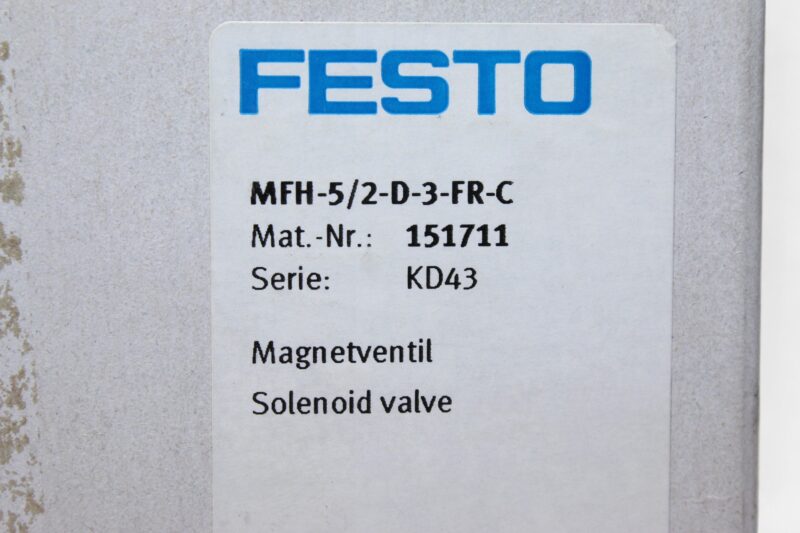 FESTO
MFH-5/2-D-3-FR-C
Mat.-Nr.: 151711
Serie: KD43
Magnetventil
Solenoid valve